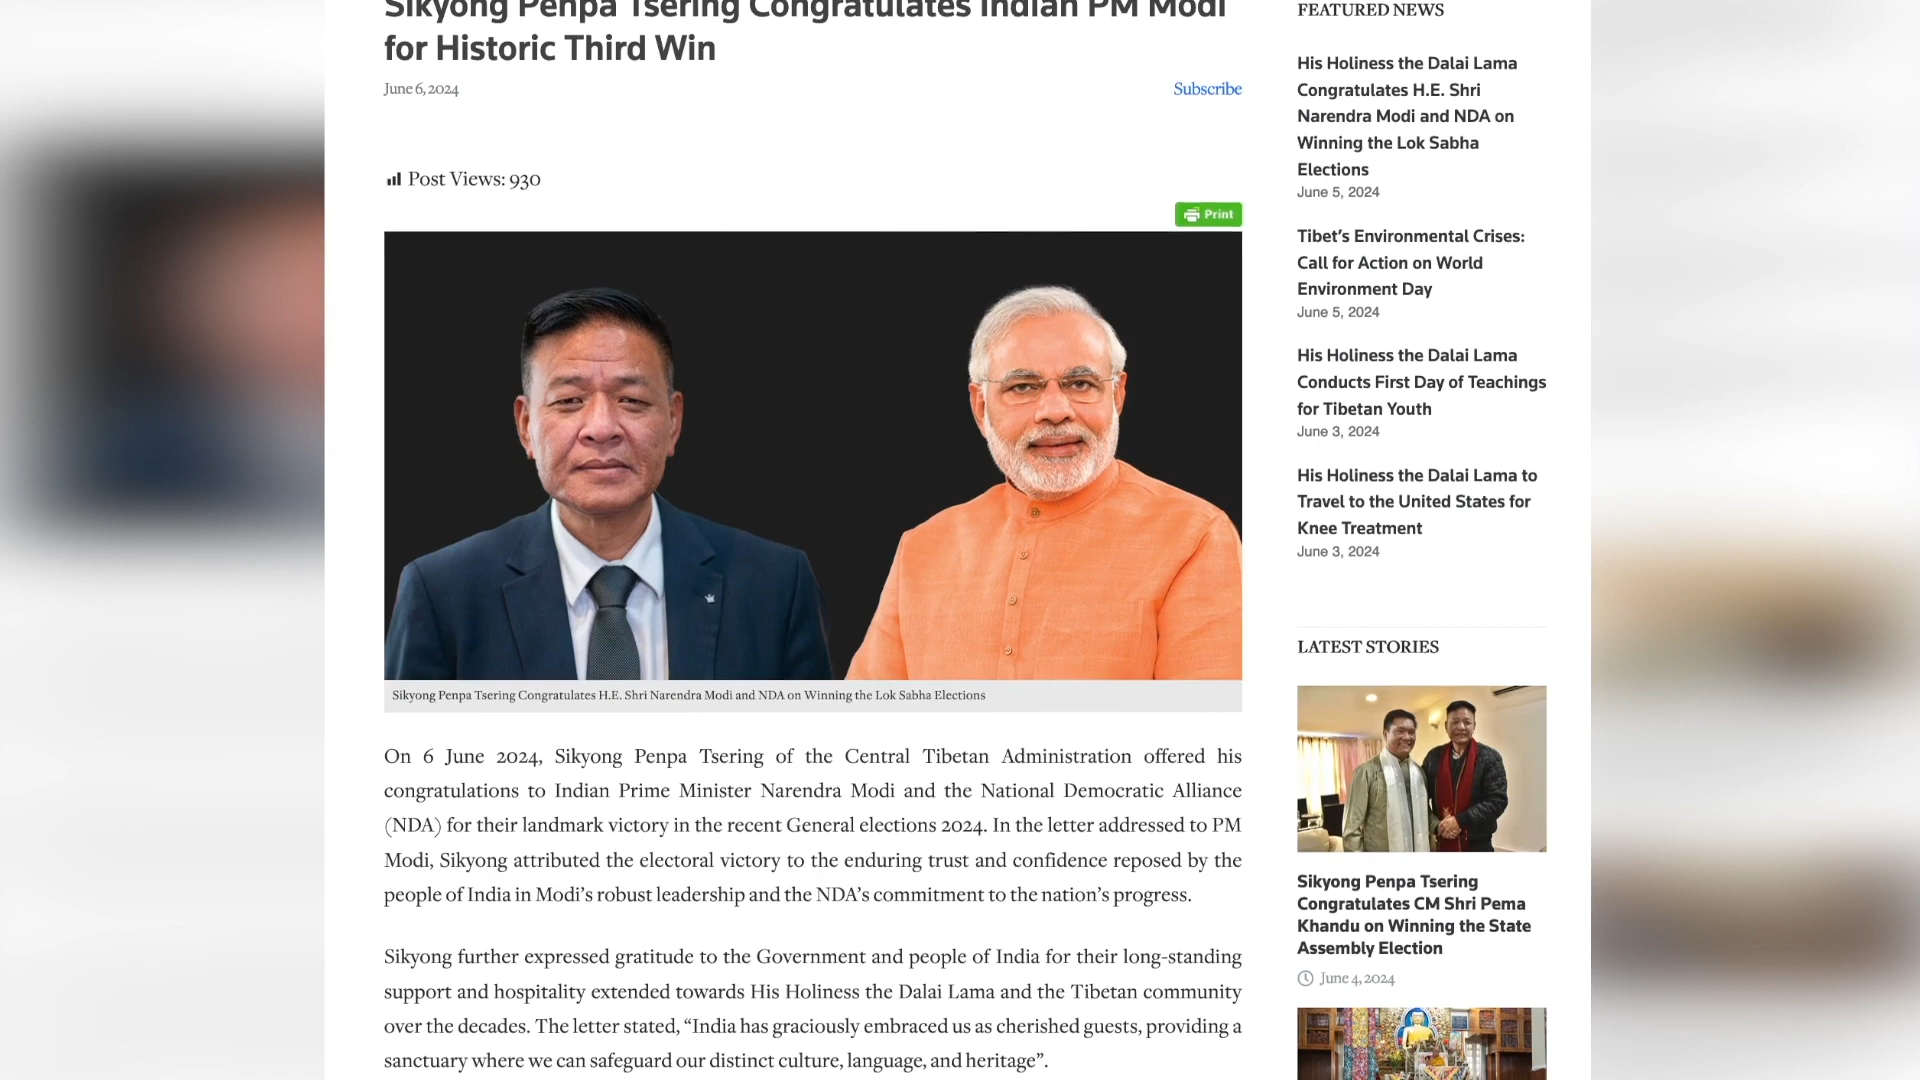 Sikyong Penpa Tsering Congratulates Indian PM Modi
for Historic Third Win
June 6, 2024
Subscribe
Post Views: 930
Print
Sikyong Penpa Tsering Congratulates H.E. Shri Narendra Modi and NDA on Winning the Lok Sabha Elections
On 6 June 2024, Sikyong Penpa Tsering of the Central Tibetan Administration offered his
congratulations to Indian Prime Minister Narendra Modi and the National Democratic Alliance
(NDA) for their landmark victory in the recent General elections 2024. In the letter addressed to PM
Modi, Sikyong attributed the electoral victory to the enduring trust and confidence reposed by the
people of India in Modi’s robust leadership and the NDA’s commitment to the nation’s progress.
Sikyong further expressed gratitude to the Government and people of India for their long-standing
support and hospitality extended towards His Holiness the Dalai Lama and the Tibetan community
over the decades. The letter stated, “India has graciously embraced us as cherished guests, providing a
sanctuary where we can safeguard our distinct culture, language, and heritage”.
FEATURED NEWS
His Holiness the Dalai Lama
Congratulates H.E. Shri
Narendra Modi and NDA on
Winning the Lok Sabha
Elections
June 5, 2024
Tibet’s Environmental Crises:
Call for Action on World
Environment Day
June 5, 2024
His Holiness the Dalai Lama
Conducts First Day of Teachings
for Tibetan Youth
June 3, 2024
His Holiness the Dalai Lama to
Travel to the United States for
Knee Treatment
June 3, 2024
LATEST STORIES
Sikyong Penpa Tsering
Congratulates CM Shri Pema
Khandu on Winning the State
Assembly Election
June 4, 2024